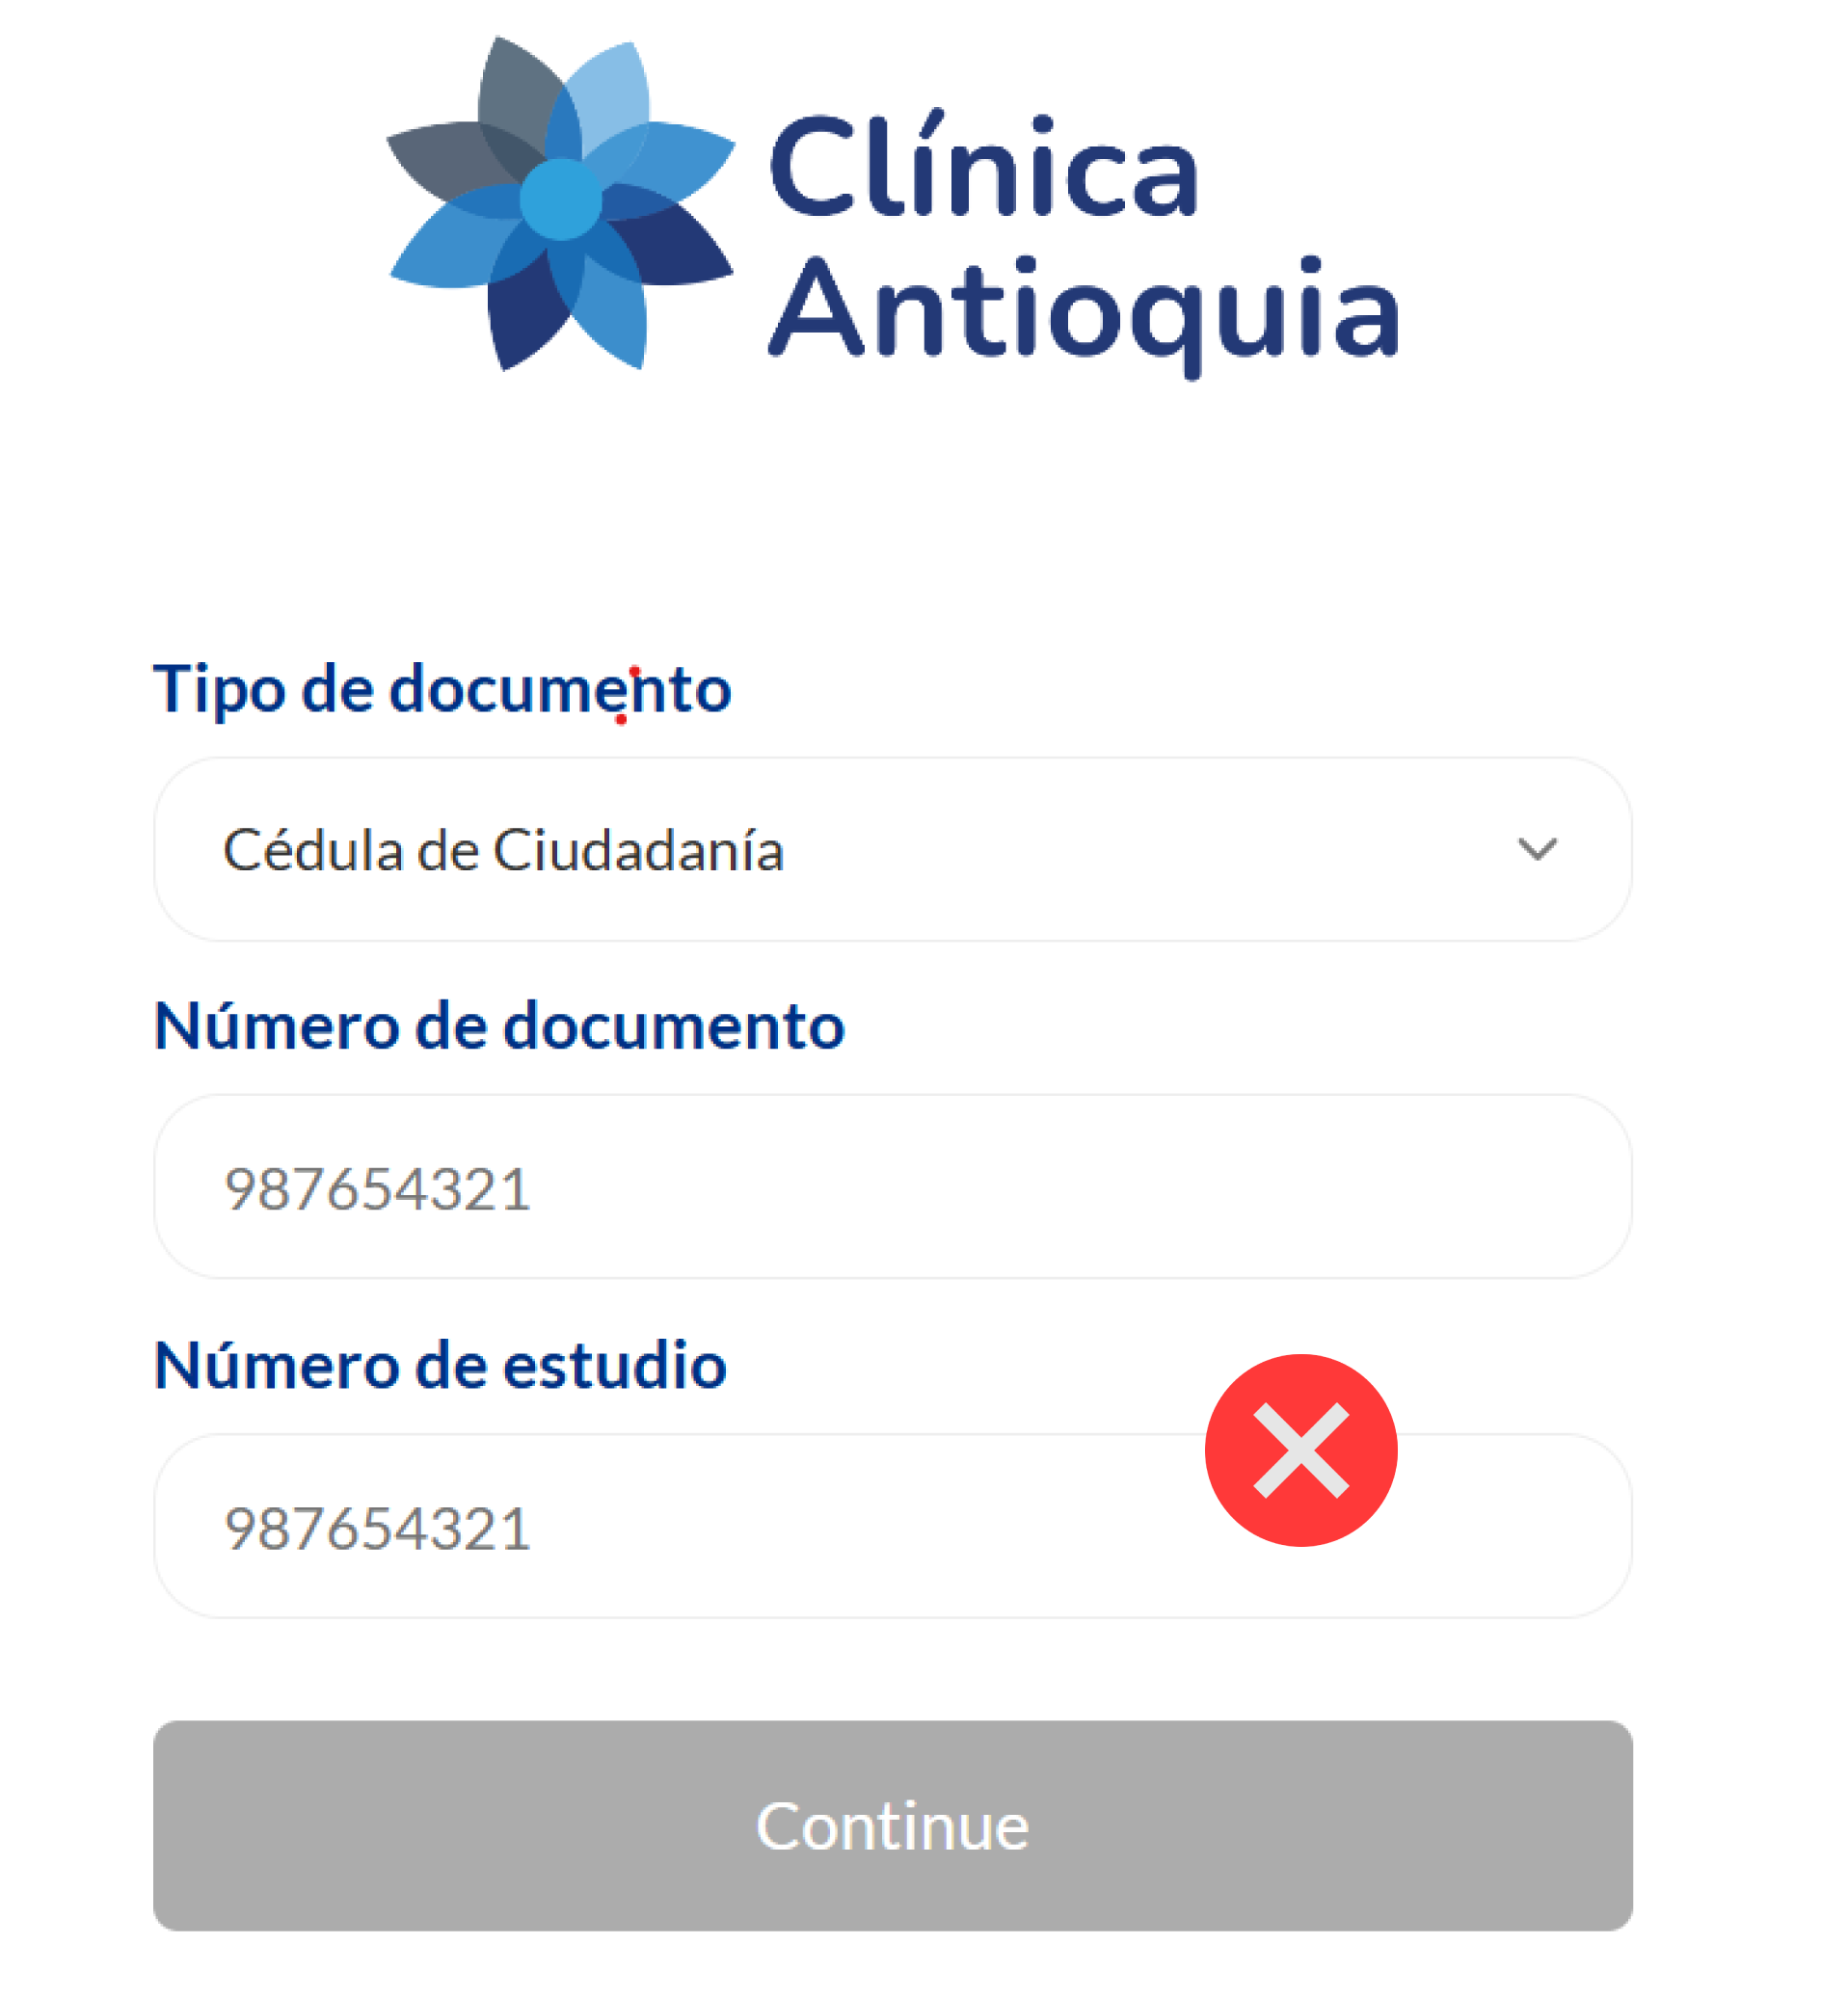 Clínica
Antioquia
Tipo de documento
Cédula de Ciudadanía
Número de documento
987654321
Número de estudio
987654321
Continue